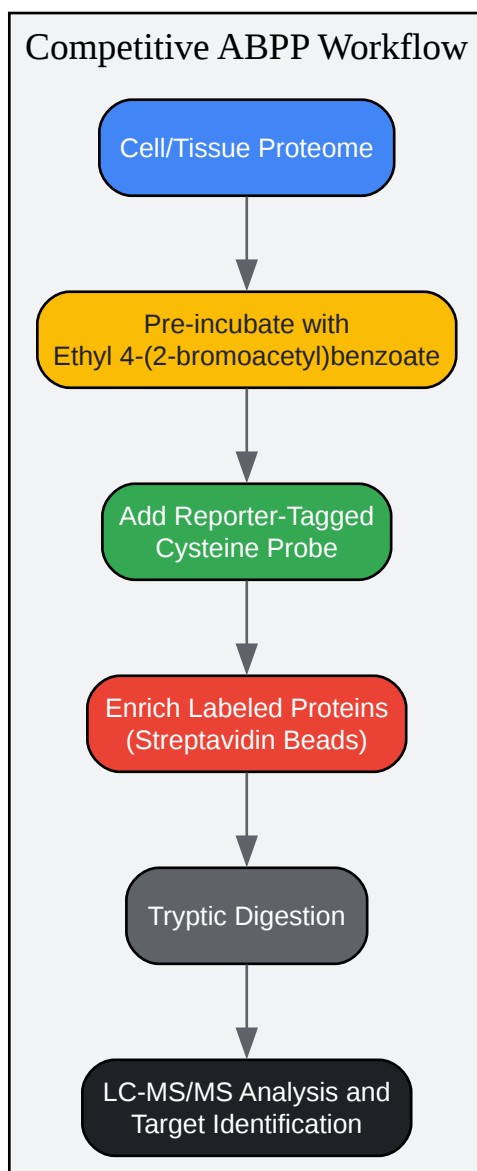 Competitive ABPP Workflow
Cell/Tissue Proteome
Pre-incubate with
Ethyl 4-(2-bromoacetyl)benzoate
Add Reporter-Tagged
Cysteine Probe
Enrich Labeled Proteins
(Streptavidin Beads)
Tryptic Digestion
LC-MS/MS Analysis and
Target Identification